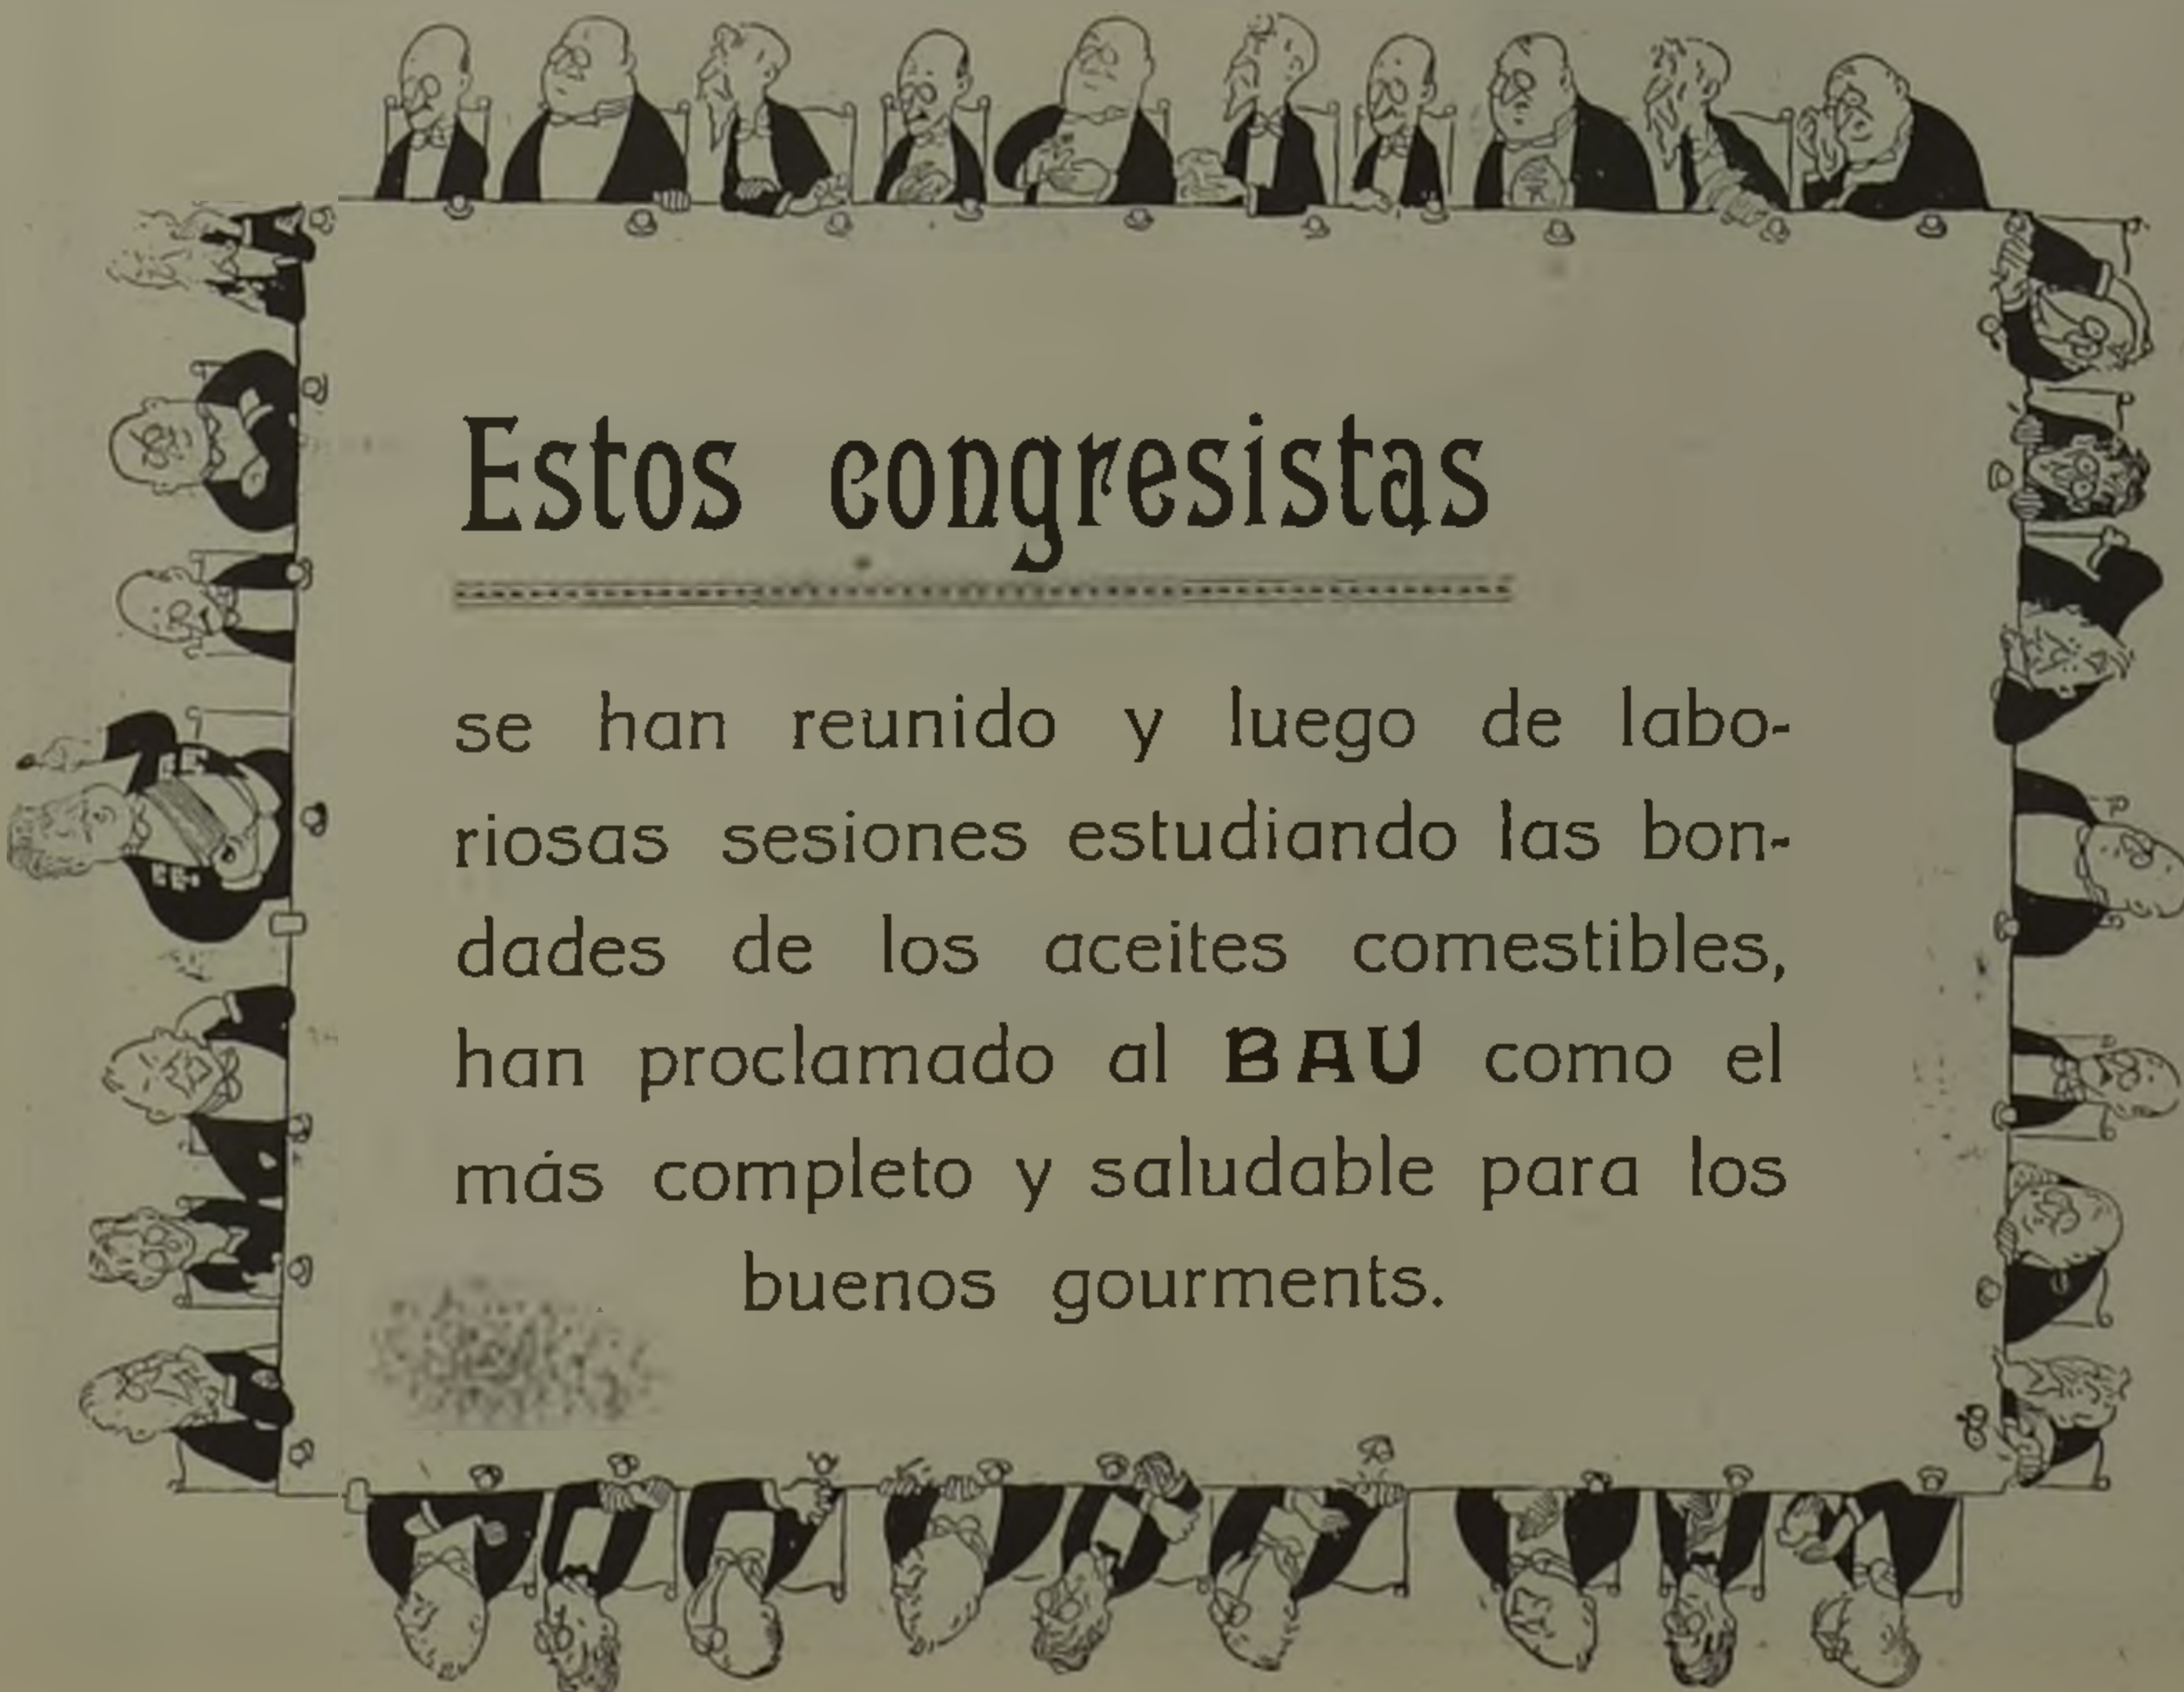 Estos congresistas
se han reunido y luego de labo-
riosas sesiones estudiando las bon-
dades de los aceites comestibles,
han proclamado al BAU como el
más completo y saludable para los
buenos gourments.